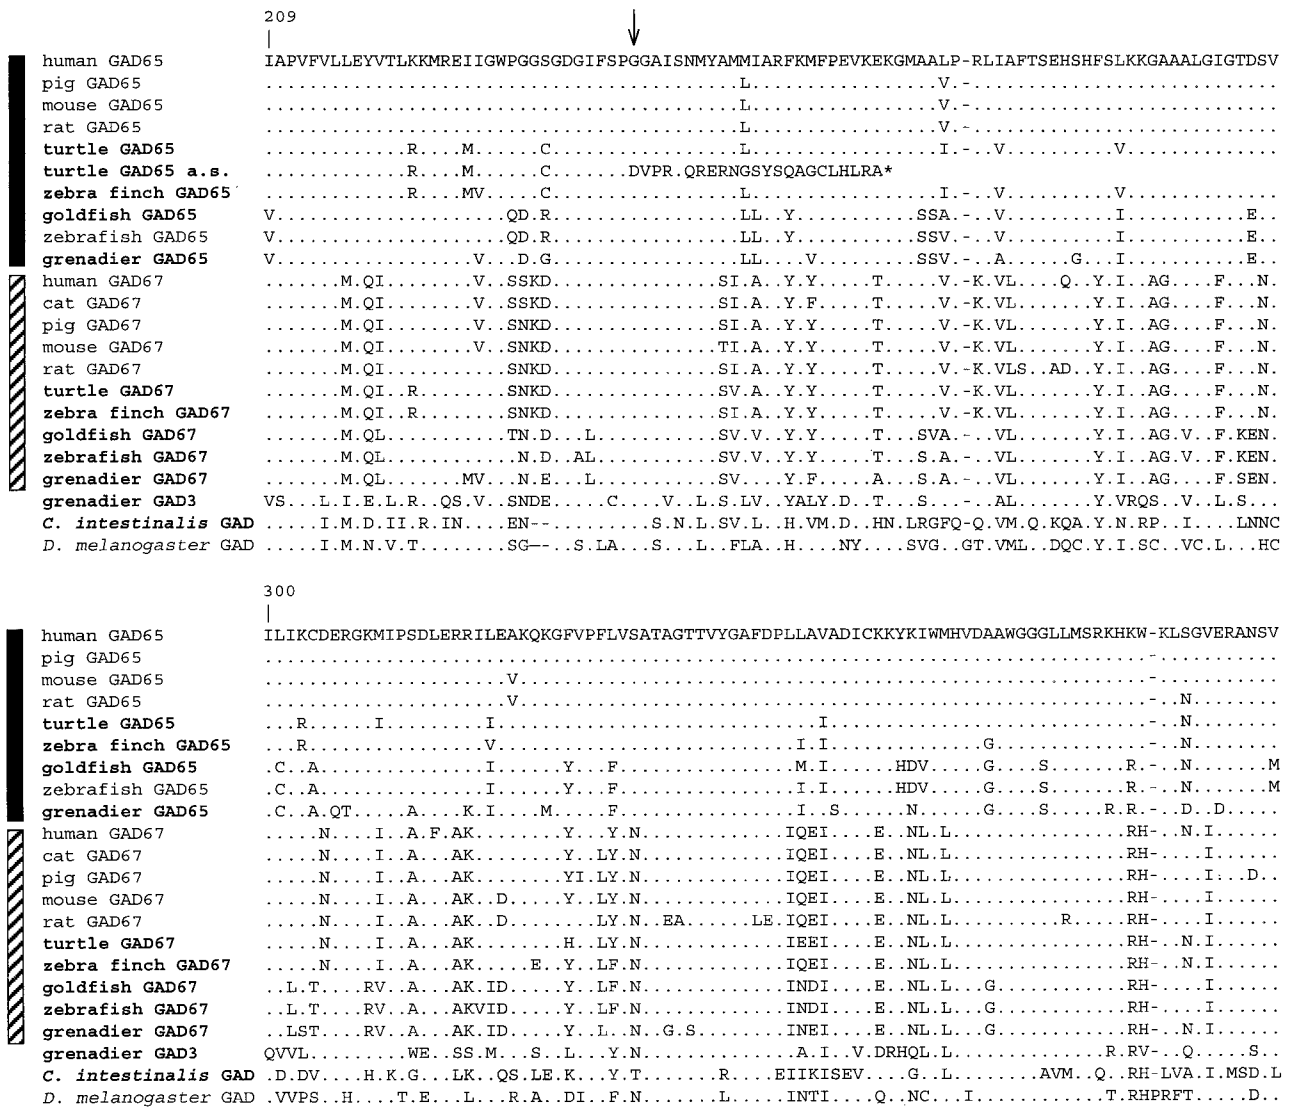 209
|
human GAD65 IAPVFVLLEYVTLKKMREIIGWPGGSGDGIFSPGGAISNMYAMMIARFKMFPEVKEKGMAALP-RLIAFTSEHSHFSLKKGAAALGIGTDSV
pig GAD65 ...........................................L.................V.-............................
mouse GAD65 ...........................................L.................V.-............................
rat GAD65 ...........................................L.................V.-............................
turtle GAD65 .............R....M......C.................L.................I.-..V..........V..............
turtle GAD65 a.s. .............R....M......C.......DVPR.QRERNGSYSQAGCLHLRA*
zebra finch GAD65 .............R....MV.....C.................L.................I.-..V..........V..............
goldfish GAD65 V.....................QD.R.................LL..Y...........SSA.-..V..........I...........E..
zebrafish GAD65 V.....................QD.R.................LL..Y...........SSV.-..V..........I...........E..
grenadier GAD65 V..................V...D.G.................LL....V.........SSV.-..A......G...I...........E..
human GAD67 .......M.QI........V..SSKD...............SI.A..Y.Y.....T.....V.-K.VL....Q..Y.I..AG....F...N.
cat GAD67 .......M.QI........V..SSKD...............SI.A..Y.F.....T.....V.-K.VL.......Y.I..AG....F...N.
pig GAD67 .......M.QI........V..SNKD...............SI.A..Y.Y.....T.....V.-K.VL.......Y.I..AG....F...N.
mouse GAD67 .......M.QI........V..SNKD...............TI.A..Y.Y.....T.....V.-K.VL.......Y.I..AG....F...N.
rat GAD67 .......M.QI...........SNKD...............SI.A..Y.Y.....T.....V.-K.VLS..AD..Y.I..AG....F...N.
turtle GAD67 .......M.QI..R........SNKD...............SV.A..Y.Y.....T.....V.-K.VL.......Y.I..AG....F...N.
zebra finch GAD67 .......M.QI..R........SNKD...............SI.A..Y.Y.....T.....V.-K.VL.......Y.I..AG....F...N.
goldfish GAD67 .......M.QL...........TN.D...L...........SV.V..Y.Y.....T...SVA.-..VL.......Y.I..AG.V..F.KEN.
zebrafish GAD67 .......M.QL............N.D..AL...........SV.V..Y.Y.....T...S.A.-..VL.......Y.I..AG.V..F.KEN.
grenadier GAD67 .......M.QL.......MV...N.E...L...........SV....Y.F.....A...S.A.-..VL.......Y.I..AG....F.SEN.
grenadier GAD3 VS...L.I.E.L.R..QS.V..SNDE.....C....V..L.S.LV..YALY.D..T...S...-..AL.......Y.VRQS..V..L.S...
C. intestinalis GAD .....I.M.D.II.R.IN....EN--..........S.N.L.SV.L..H.VM.D..HN.LRGFQ-Q.VM.Q.KQA.Y.N.RP..I....LNNC
D. melanogaster GAD .....I.M.N.V.T........SG—-...S.LA...S...L..FLA..H....NY....SVG..GT.VML..DQC.Y.I.SC..VC.L...HC
300
|
human GAD65 ILIKCDERGKMIPSDLERRILEAKQKGFVPFLVSATAGTTVYGAFDPLLAVADICKKYKIWMHVDAAWGGGLLMSRKHKW-KLSGVERANSV
pig GAD65 ................................................................................-...........
mouse GAD65 ......................V.........................................................-...........
rat GAD65 ......................V.........................................................-..N........
turtle GAD65 ...R......I.........I.............................I.............................-..N........
zebra finch GAD65 ...R................V...........................I.I..............G..............-..N........
goldfish GAD65 .C..A...............I......Y...F................M.I......HDV.....G....S.......R.-..N.......M
zebrafish GAD65 .C..A...............I......Y...F................I.I......HDV.....G....S.......R.-..N.......M
grenadier GAD65 .C..A.QT.....A....K.I....M.....F................I..S......N......G....S.....R.R.-..D..E.....
human GAD67 .....N....I..A.F.AK........Y...Y.N.............IQEI....E..NL.L................RH-..N.I......
cat GAD67 .....N....I..A...AK........Y..LY.N.............IQEI....E..NL.L................RH-....I......
pig GAD67 .....N....I..A...AK........YI.LY.N.............IQEI....E..NL.L................RH-....I...D..
mouse GAD67 .....N....I..A...AK..D.....Y..LY.N.............IQEI....E..NL.L................RH-....I......
rat GAD67 .....N....I..A...AK..D.....Y..LY.N..EA......LE.IQEI....E..NL.L..........R.....RH-....I......
turtle GAD67 .....N....I..A...AK........H..LY.N.............IEEI....E..NL.L................RH-..N.I......
zebra finch GAD67 .....N....I..A...AK.....E..Y..LF.N.............IQEI....E..NL.L................RH-..N.I......
goldfish GAD67 ..L.T....RV..A...AK.ID.....Y..LF.N.............INDI....E..NL.L...G............RH-....I......
zebrafish GAD67 ..L.T....RV..A...AKVID.....Y..LF.N.............INDI....E..NL.L...G............RH-....I......
grenadier GAD67 ..LST....RV..A...AK.ID.....Y..L..N..G.S........INEI....E..NL.L...G............RH-..N.I......
grenadier GAD3 QVVL.........WE..SS.M...S..L...Y.N..............A.I..V.DRHQL.L..............R.RV-..Q.....S..
C. intestinalis GAD .D.DV....H.K.G...LK..QS.LE.K...Y.T.......R....EIIKISEV....G..L........AVM..Q..RH-LVA.I.MSD.L
D. melanogaster GAD .VVPS..H....T.E...L..R.A...DI..F.N.......L.....INTI....Q..NC...I............T.RHPRFT.....D..